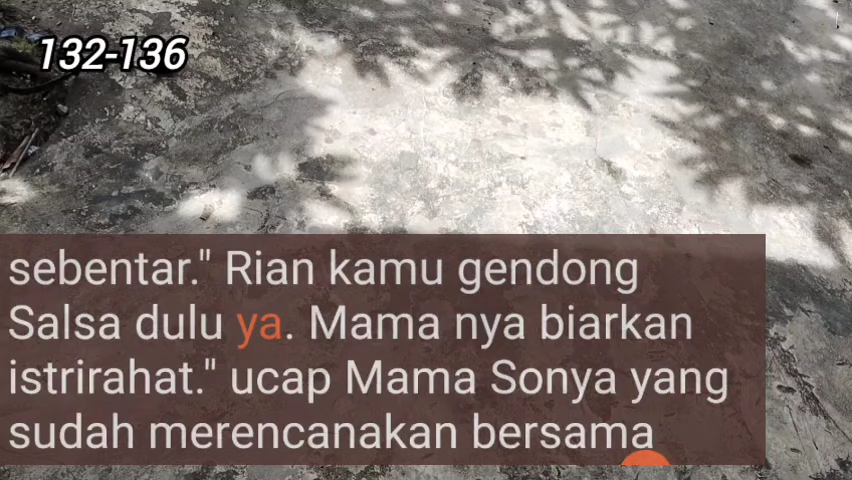 132-136
sebentar." Rian kamu gendong
Salsa dulu ya. Mama nya biarkan
istrirahat." ucap Mama Sonya yang
sudah merencanakan bersama